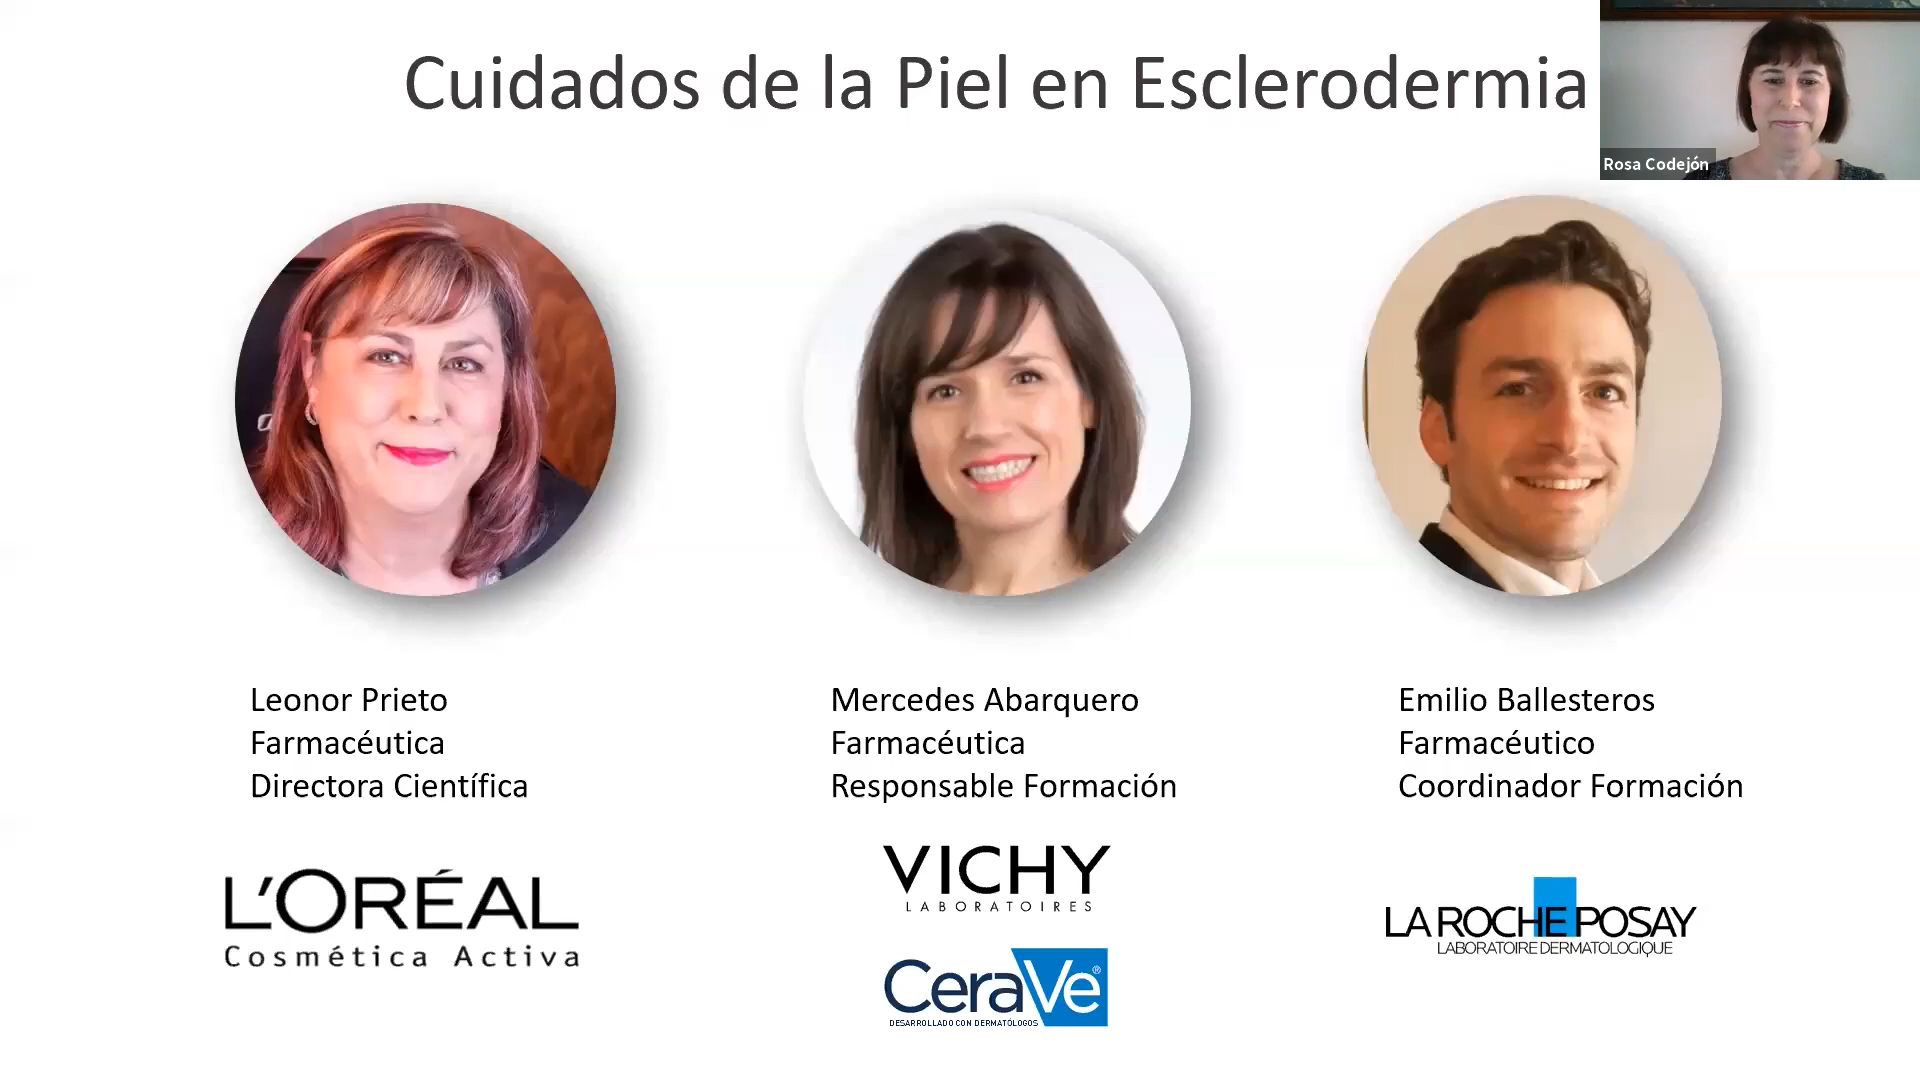 Cuidados de la Piel en Esclerodermia
Rosa Codejón
Leonor Prieto
Farmacéutica
Directora Científica
L'ORÉAL
Cosmética Activa
Mercedes Abarquero
Farmacéutica
Responsable Formación
VICHY
LABORATOIRES
CeraVe®
DESARROLLADO CON DERMATÓLOGOS
Emilio Ballesteros
Farmacéutico
Coordinador Formación
LA ROCHE POSAY
LABORATOIRE DERMATOLOGIQUE